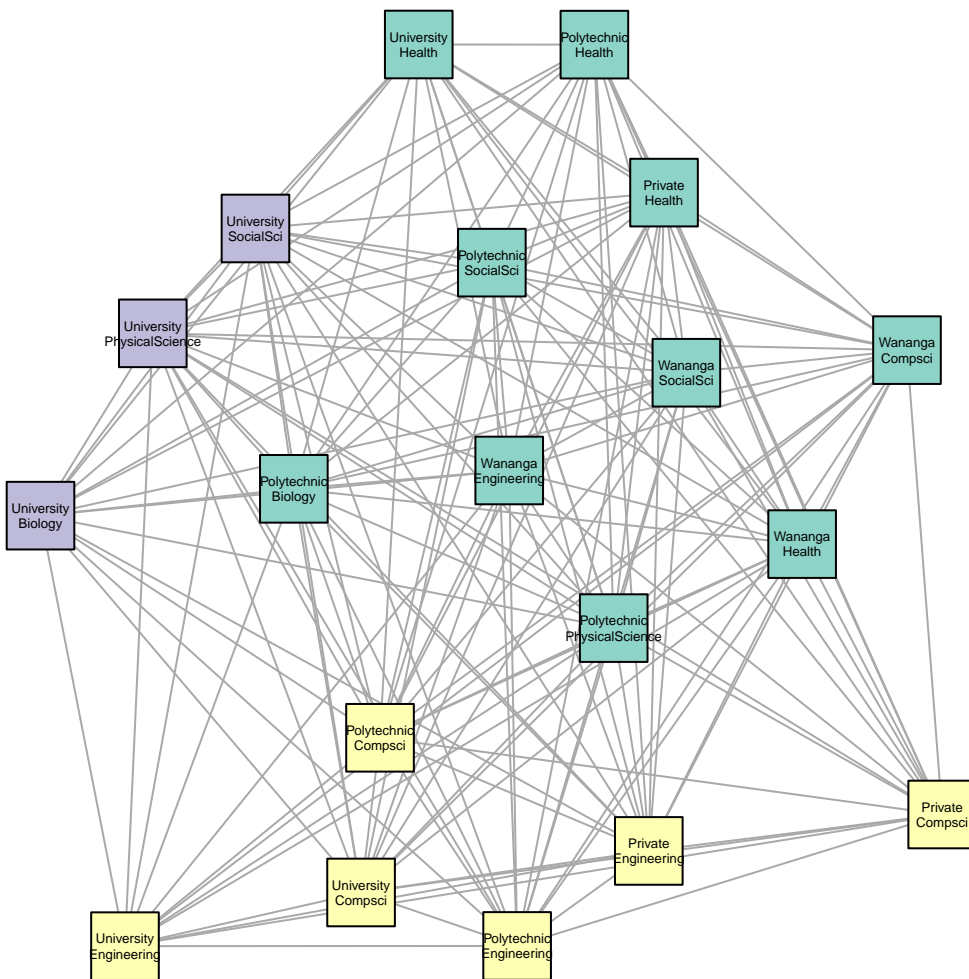 University
Health
Polytechnic
Health
Private
Health
University
SocialSci
Polytechnic
SocialSci
University
PhysicalScience
Wananga
SocialSci
Wananga
Compsci
Polytechnic
Biology
Wananga
Engineering
University
Biology
Wananga
Health
Polytechnic
PhysicalScience
Polytechnic
Compsci
Private
Compsci
Private
Engineering
University
Compsci
University
Engineering
Polytechnic
Engineering